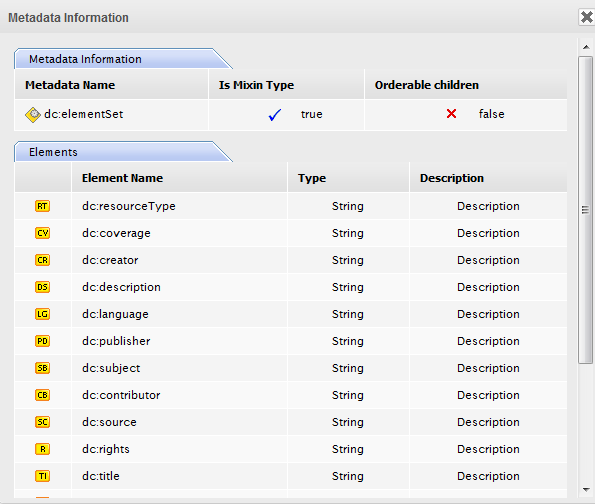 Metadata Information
Metadata Information
Metadata Name Is Mixin Type Orderable children
dc:elementSet true false
Elements
Element Name Type Description
RT dc:resourceType String Description
CV dc:coverage String Description
CR dc:creator String Description
DS dc:description String Description
LG dc:language String Description
PD dc:publisher String Description
SB dc:subject String Description
CB dc:contributor String Description
SC dc:source String Description
R dc:rights String Description
TI dc:title String Description